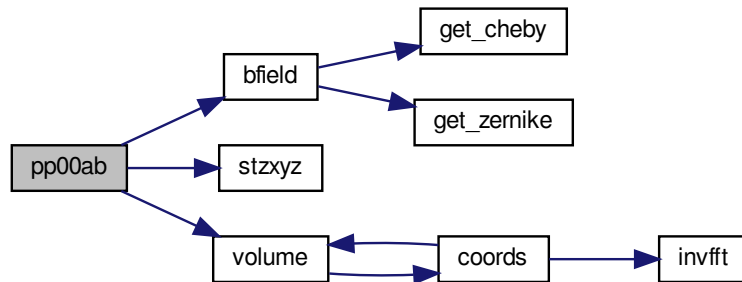 get_cheby
bfield
get_zernike
pp00ab
stzxyz
volume
coords
invfft